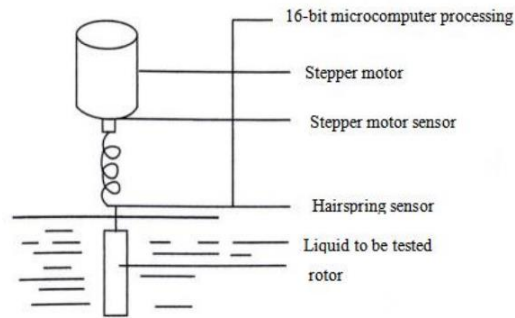 16-bit microcomputer processing
Stepper motor
Stepper motor sensor
Hairspring sensor
Liquid to be tested
rotor